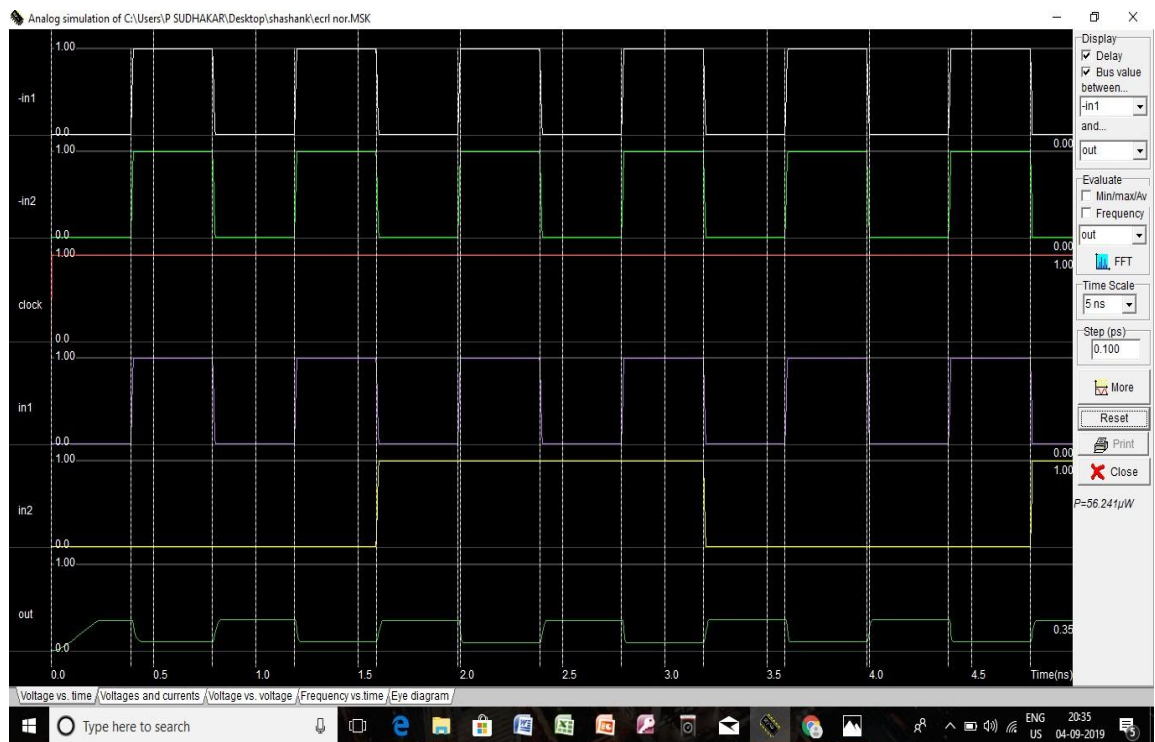 Analog simulation of C:\Users\P SUDHAKAR\Desktop\shashank\ecrl nor.MSK
1.00
-in1
0.0
0.00
1.00
-in2
0.0
0.00
1.00
1.00
clock
0.0
1.00
in1
0.0
0.00
1.00
1.00
in2
0.0
1.00
out
0.35
0.0
0.0 0.5 1.0 1.5 2.0 2.5 3.0 3.5 4.0 4.5 Time(ns)
Display
Delay
Bus value
between...
-in1
and...
out
Evaluate
Min/max/Av
Frequency
out
FFT
Time Scale
5 ns
Step (ps)
0.100
More
Reset
Print
Close
P=56.241µW
Voltage vs. time Voltages and currents Voltage vs. voltage Frequency vs.time Eye diagram
Type here to search
ENG 20:35
US 04-09-2019
5